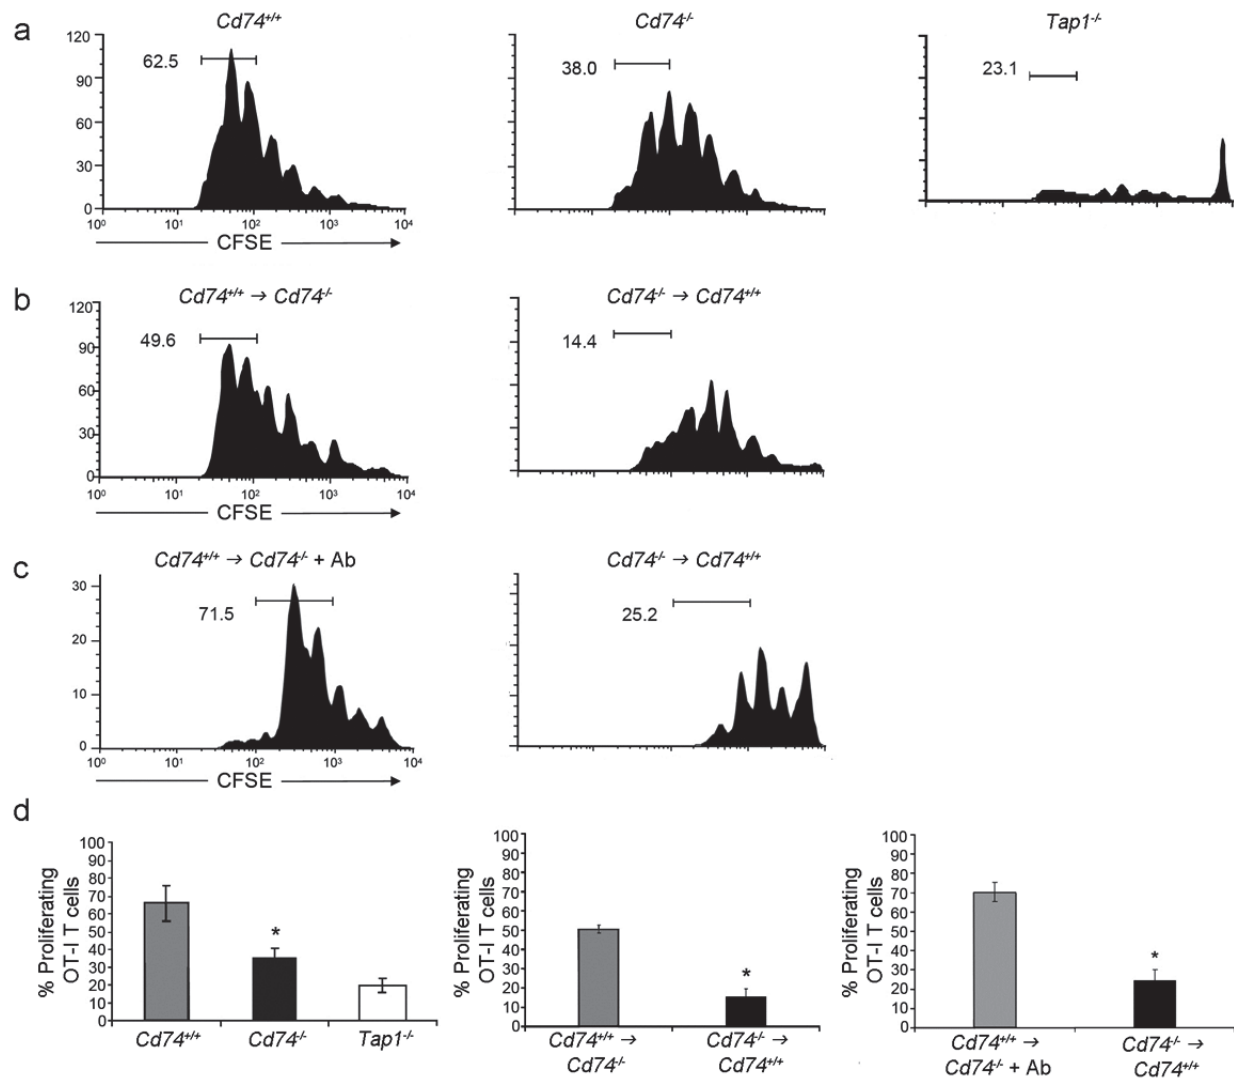 a
Cd74+/+
Cd74-/-
Tap1-/-
120
90
60
30
0
62.5
38.0
23.1
10⁰ 10¹ 10² 10³ 10⁴
CFSE
b
Cd74+/+ → Cd74-/-
Cd74-/- → Cd74+/+
120
90
60
30
0
49.6
14.4
10⁰ 10¹ 10² 10³ 10⁴
CFSE
c
Cd74+/+ → Cd74-/- + Ab
Cd74-/- → Cd74+/+
30
20
10
0
71.5
25.2
10⁰ 10¹ 10² 10³ 10⁴
CFSE
d
% Proliferating
OT-I T cells
100
90
80
70
60
50
40
30
20
10
0
*
Cd74+/+ Cd74-/- Tap1-/-
% Proliferating
OT-I T cells
100
90
80
70
60
50
40
30
20
10
0
*
Cd74+/+ →
Cd74-/-
Cd74-/- →
Cd74+/+
% Proliferating
OT-I T cells
100
90
80
70
60
50
40
30
20
10
0
*
Cd74+/+ →
Cd74-/- + Ab
Cd74-/- →
Cd74+/+